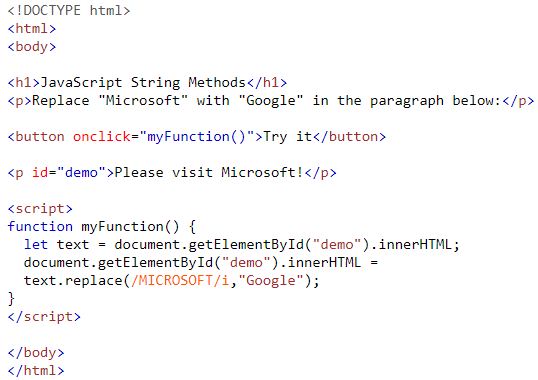 <!DOCTYPE html>
<html>
<body>

<h1>JavaScript String Methods</h1>
<p>Replace "Microsoft" with "Google" in the paragraph below:</p>

<button onclick="myFunction()">Try it</button>

<p id="demo">Please visit Microsoft!</p>

<script>
function myFunction() {
  let text = document.getElementById("demo").innerHTML;
  document.getElementById("demo").innerHTML =
  text.replace(/MICROSOFT/i,"Google");
}
</script>

</body>
</html>